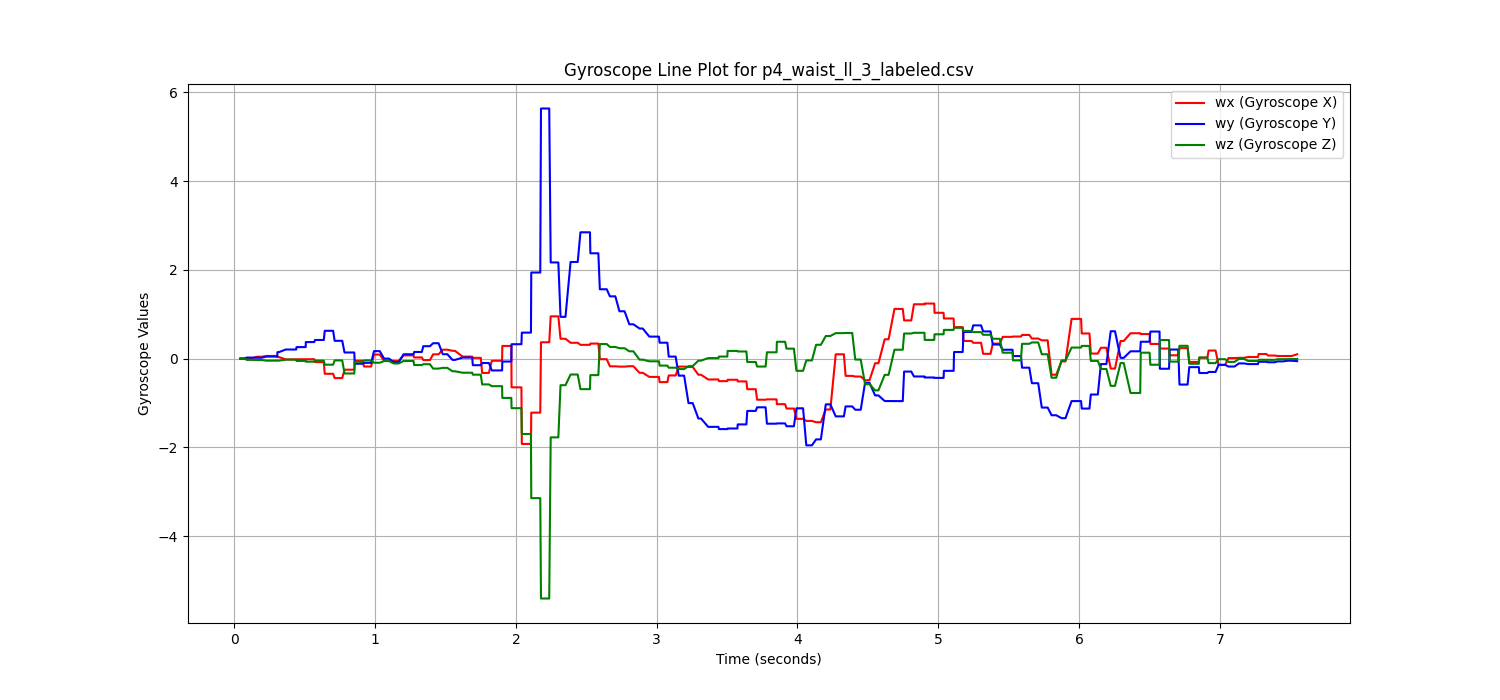 Gyroscope Line Plot for p4_waist_ll_3_labeled.csv
wx (Gyroscope X)
wy (Gyroscope Y)
wz (Gyroscope Z)
Gyroscope Values
6
4
2
0
−2
−4
0 1 2 3 4 5 6 7
Time (seconds)